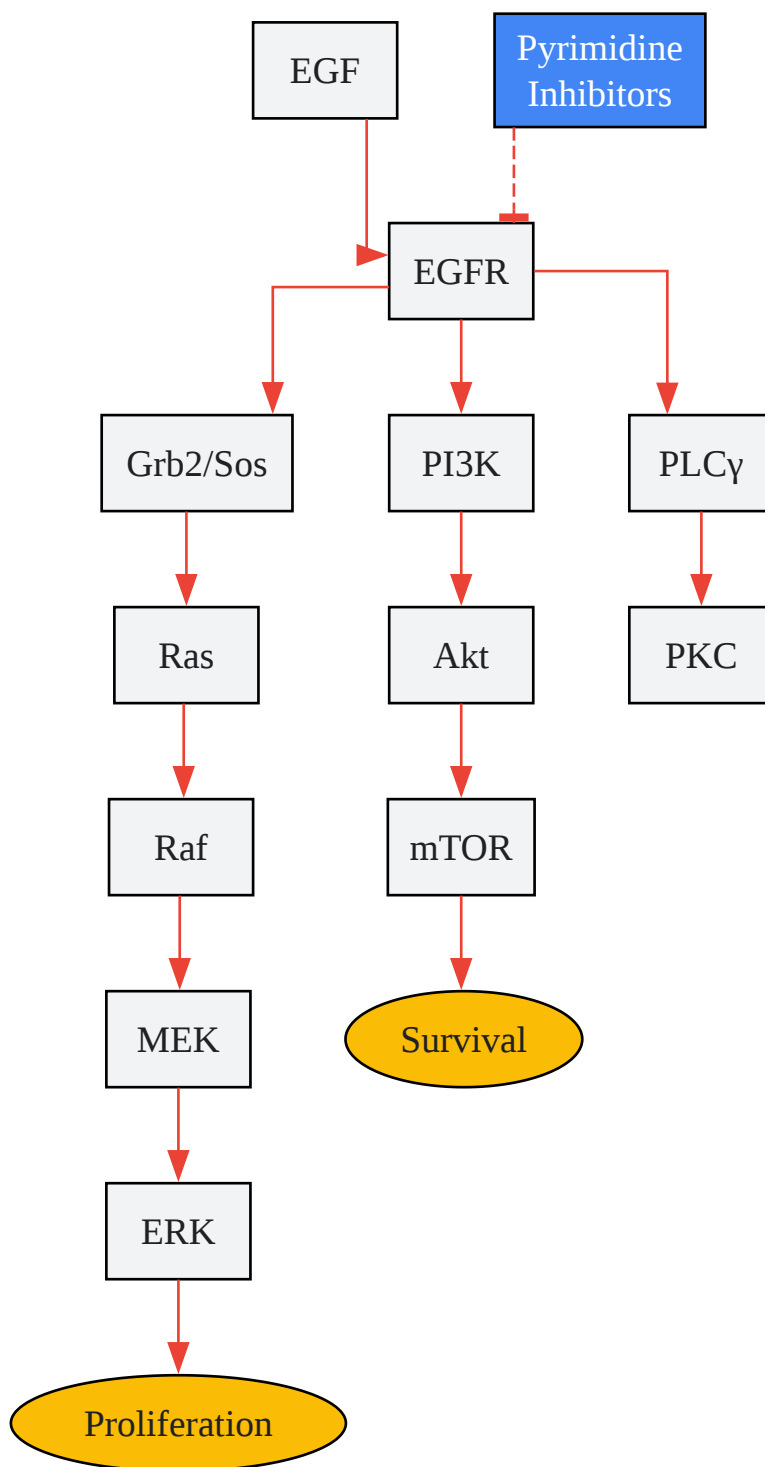 EGF
Pyrimidine
Inhibitors
EGFR
Grb2/Sos
PI3K
PLCγ
Ras
Akt
PKC
Raf
mTOR
MEK
Survival
ERK
Proliferation